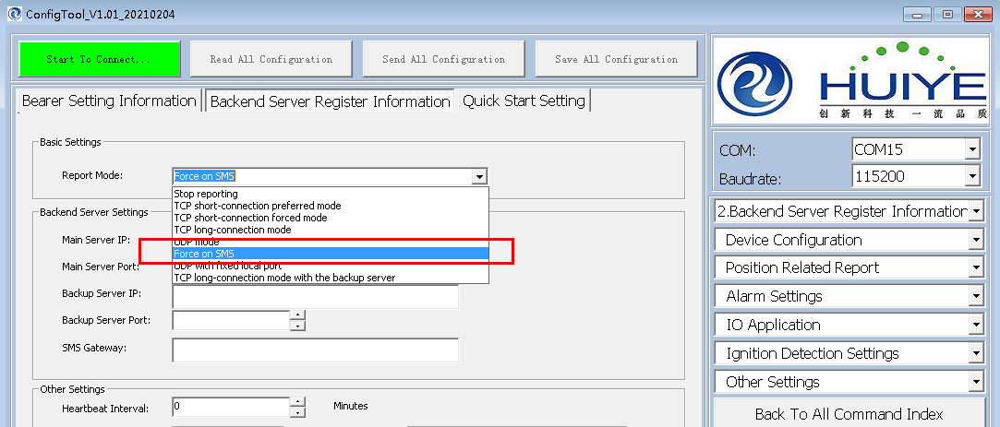 ConfigTool_V1.01_20210204
Start To Connect...
Read All Configuration
Send All Configuration
Save All Configuration
Bearer Setting Information
Backend Server Register Information
Quick Start Setting
Basic Settings
Report Mode:
Force on SMS
Stop reporting
TCP short-connection preferred mode
TCP short-connection forced mode
TCP long-connection mode
UDP mode
Force on SMS
UDP with fixed local port
TCP long-connection mode with the backup server
Backend Server Settings
Main Server IP:
Main Server Port:
Backup Server IP:
Backup Server Port:
SMS Gateway:
Other Settings
Heartbeat Interval:
0
Minutes
HUIYE
创新科技 一流品质
COM:
COM15
Baudrate:
115200
2.Backend Server Register Information
Device Configuration
Position Related Report
Alarm Settings
IO Application
Ignition Detection Settings
Other Settings
Back To All Command Index